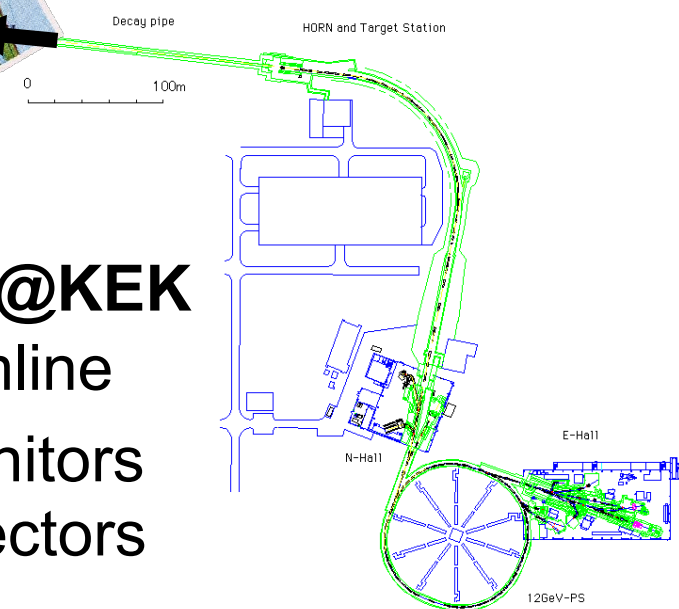 Decay pipe
HORN and Target Station
0 100m
@KEK
nline
nitors
ectors
N-Hall
E-Hall
12GeV-PS